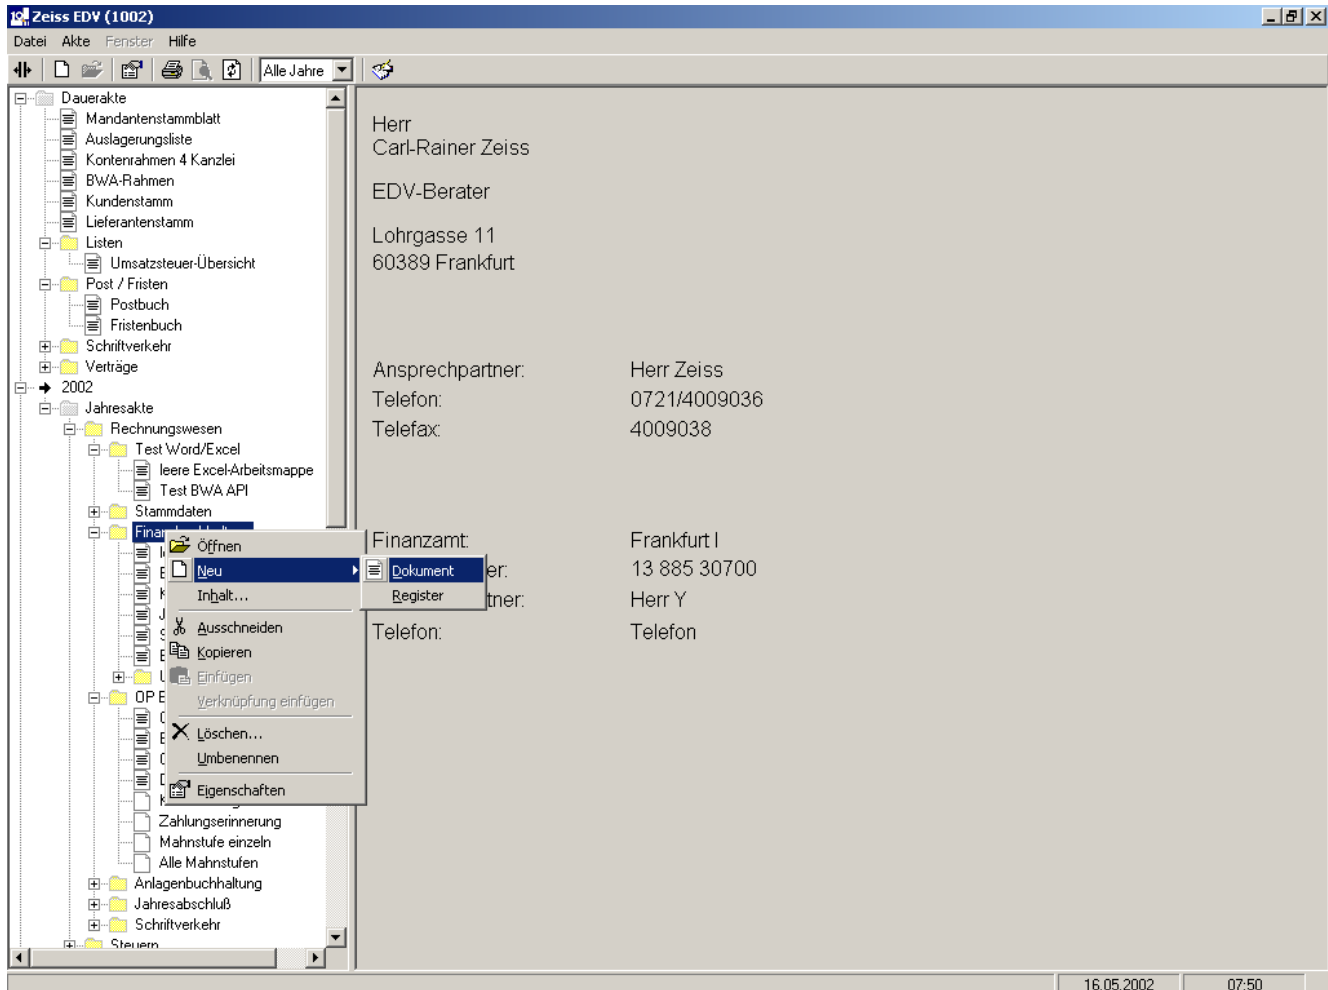 Zeiss EDV (1002)
Datei Akte Fenster Hilfe
Alle Jahre
Dauerakte
Mandantenstammblatt
Auslagerungsliste
Kontenrahmen 4 Kanzlei
BWA-Rahmen
Kundenstamm
Lieferantenstamm
Listen
Umsatzsteuer-Übersicht
Post / Fristen
Postbuch
Fristenbuch
Schriftverkehr
Verträge
2002
Jahresakte
Rechnungswesen
Test Word/Excel
leere Excel-Arbeitsmappe
Test BWA API
Stammdaten
OP
Zahlungserinnerung
Mahnstufe einzeln
Alle Mahnstufen
Anlagenbuchhaltung
Jahresabschluß
Schriftverkehr
Steuern
Öffnen
Neu
Inhalt...
Ausschneiden
Kopieren
Einfügen
Verknüpfung einfügen
Löschen...
Umbenennen
Eigenschaften
Dokument
Register
Herr
Carl-Rainer Zeiss
EDV-Berater
Lohrgasse 11
60389 Frankfurt
Ansprechpartner: Herr Zeiss
Telefon: 0721/4009036
Telefax: 4009038
Finanzamt: Frankfurt I
er: 13 885 30700
tner: Herr Y
Telefon: Telefon
16.05.2002 07:50